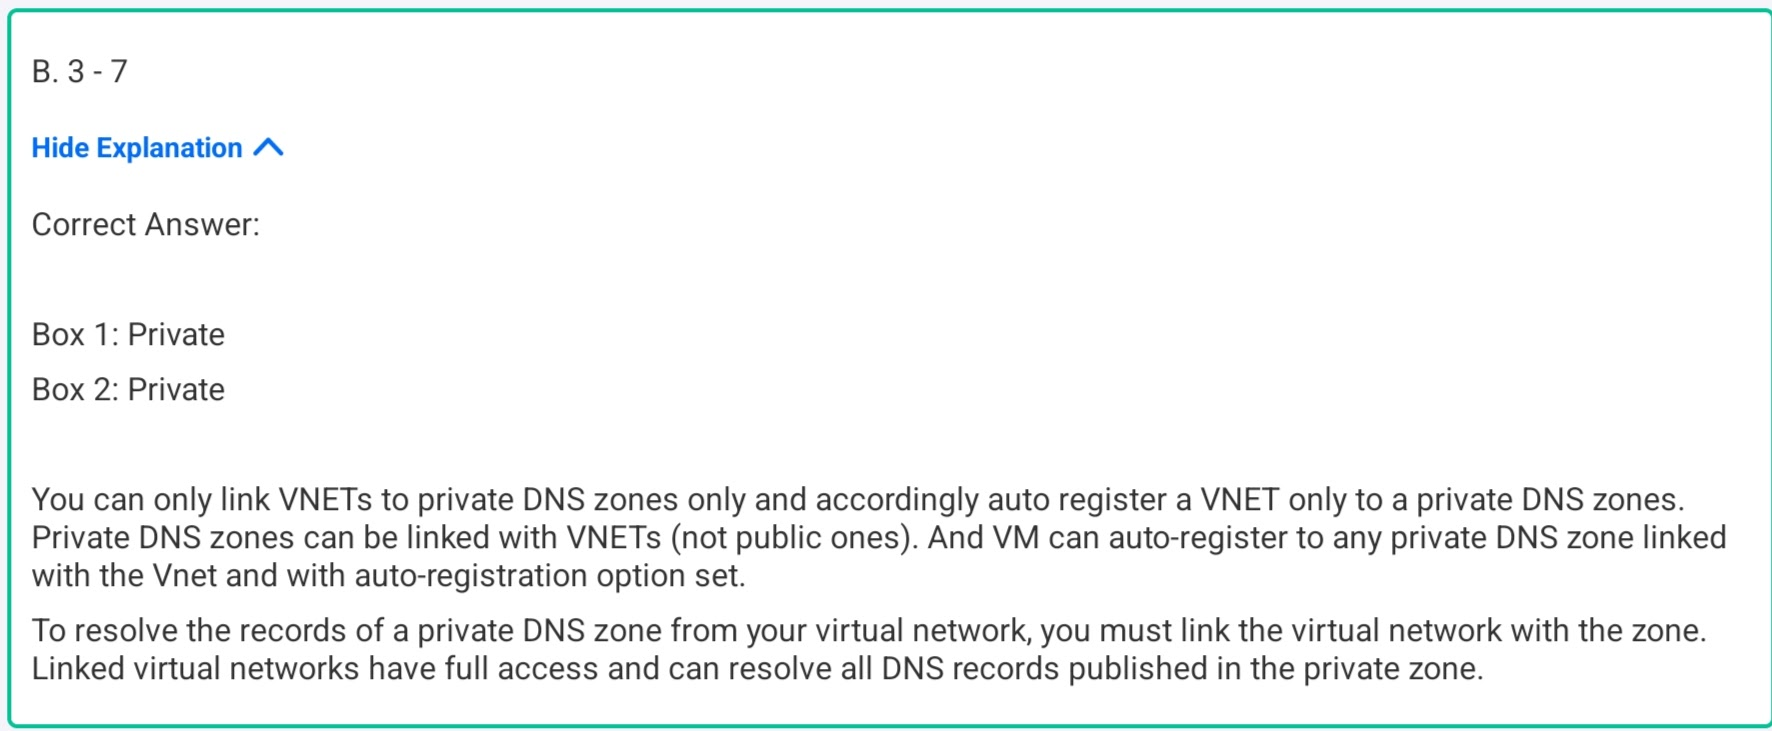 B. 3 - 7
Hide Explanation
Correct Answer:
Box 1: Private
Box 2: Private
You can only link VNETs to private DNS zones only and accordingly auto register a VNET only to a private DNS zones.
Private DNS zones can be linked with VNETs (not public ones). And VM can auto-register to any private DNS zone linked
with the Vnet and with auto-registration option set.
To resolve the records of a private DNS zone from your virtual network, you must link the virtual network with the zone.
Linked virtual networks have full access and can resolve all DNS records published in the private zone.